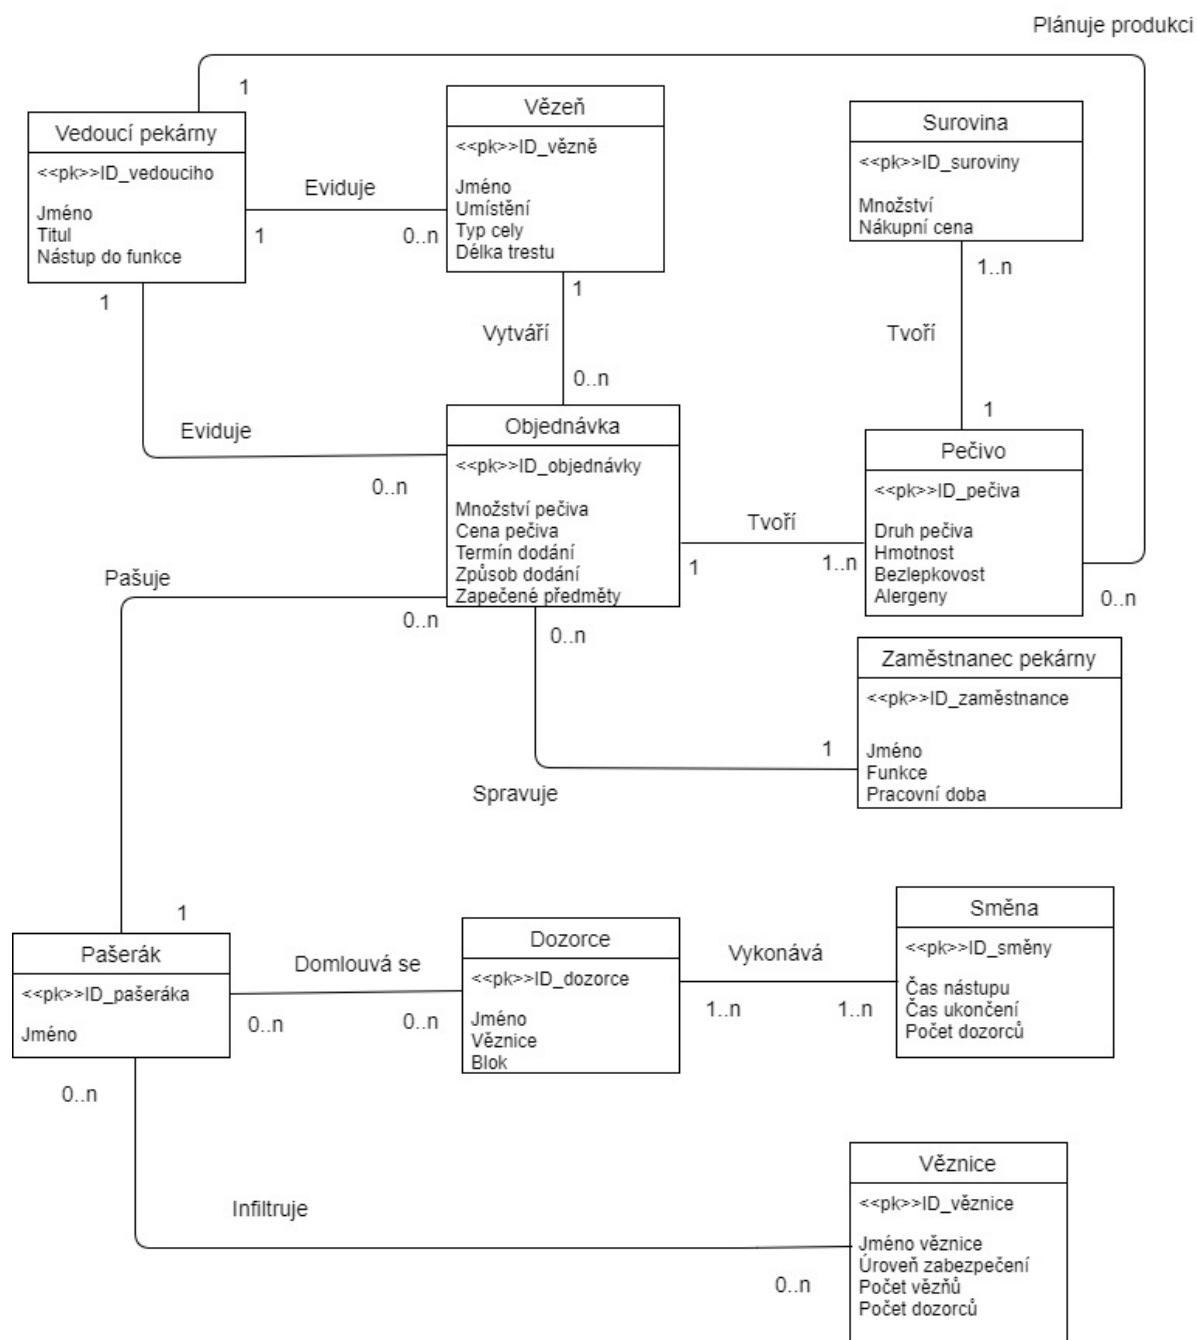 Plánuje produkci
1
Vedoucí pekárny
<<pk>>ID_vedouciho
Jméno
Titul
Nástup do funkce
Eviduje
1
0..n
1
Vězeň
<<pk>>ID_vězně
Jméno
Umístění
Typ cely
Délka trestu
1
Vytváří
0..n
Surovina
<<pk>>ID_suroviny
Množství
Nákupní cena
1..n
Tvoří
1
Eviduje
0..n
Objednávka
<<pk>>ID_objednávky
Množství pečiva
Cena pečiva
Termín dodání
Způsob dodání
Zapečené předměty
Tvoří
1
1..n
Pečivo
<<pk>>ID_pečiva
Druh pečiva
Hmotnost
Bezlepkovost
Alergeny
0..n
Pašuje
0..n
0..n
Zaměstnanec pekárny
<<pk>>ID_zaměstnance
Jméno
Funkce
Pracovní doba
1
Spravuje
1
Pašerák
<<pk>>ID_pašeráka
Jméno
Domlouvá se
0..n
0..n
Dozorce
<<pk>>ID_dozorce
Jméno
Věznice
Blok
Vykonává
1..n
1..n
Směna
<<pk>>ID_směny
Čas nástupu
Čas ukončení
Počet dozorců
0..n
Infiltruje
0..n
Věznice
<<pk>>ID_věznice
Jméno věznice
Úroveň zabezpečení
Počet vězňů
Počet dozorců